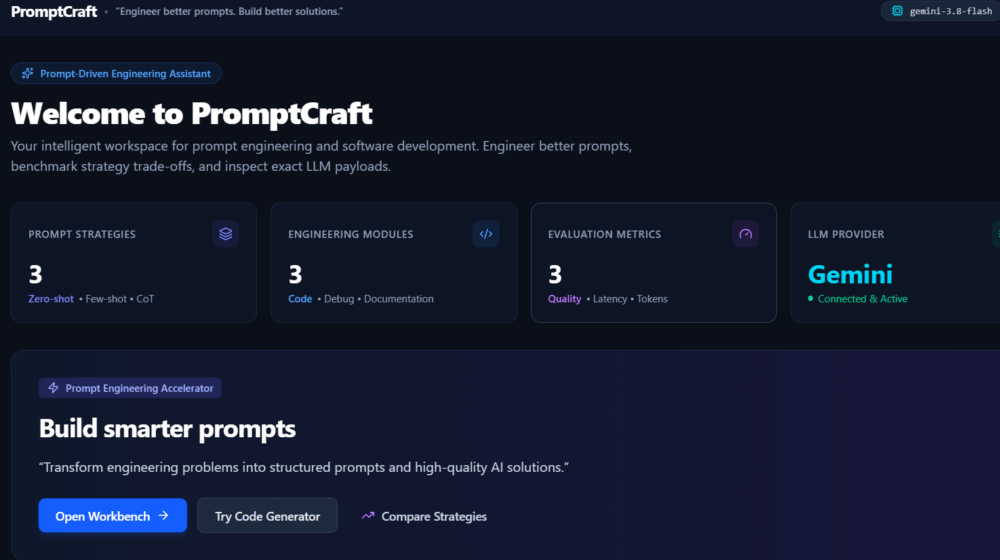 PromptCraft • “Engineer better prompts. Build better solutions.”
gemini-3.8-flash
Prompt-Driven Engineering Assistant
Welcome to PromptCraft
Your intelligent workspace for prompt engineering and software development. Engineer better prompts,
benchmark strategy trade-offs, and inspect exact LLM payloads.
PROMPT STRATEGIES
3
Zero-shot • Few-shot • CoT
ENGINEERING MODULES
3
Code • Debug • Documentation
EVALUATION METRICS
3
Quality • Latency • Tokens
LLM PROVIDER
Gemini
Connected & Active
Prompt Engineering Accelerator
Build smarter prompts
“Transform engineering problems into structured prompts and high-quality AI solutions.”
Open Workbench →
Try Code Generator
Compare Strategies